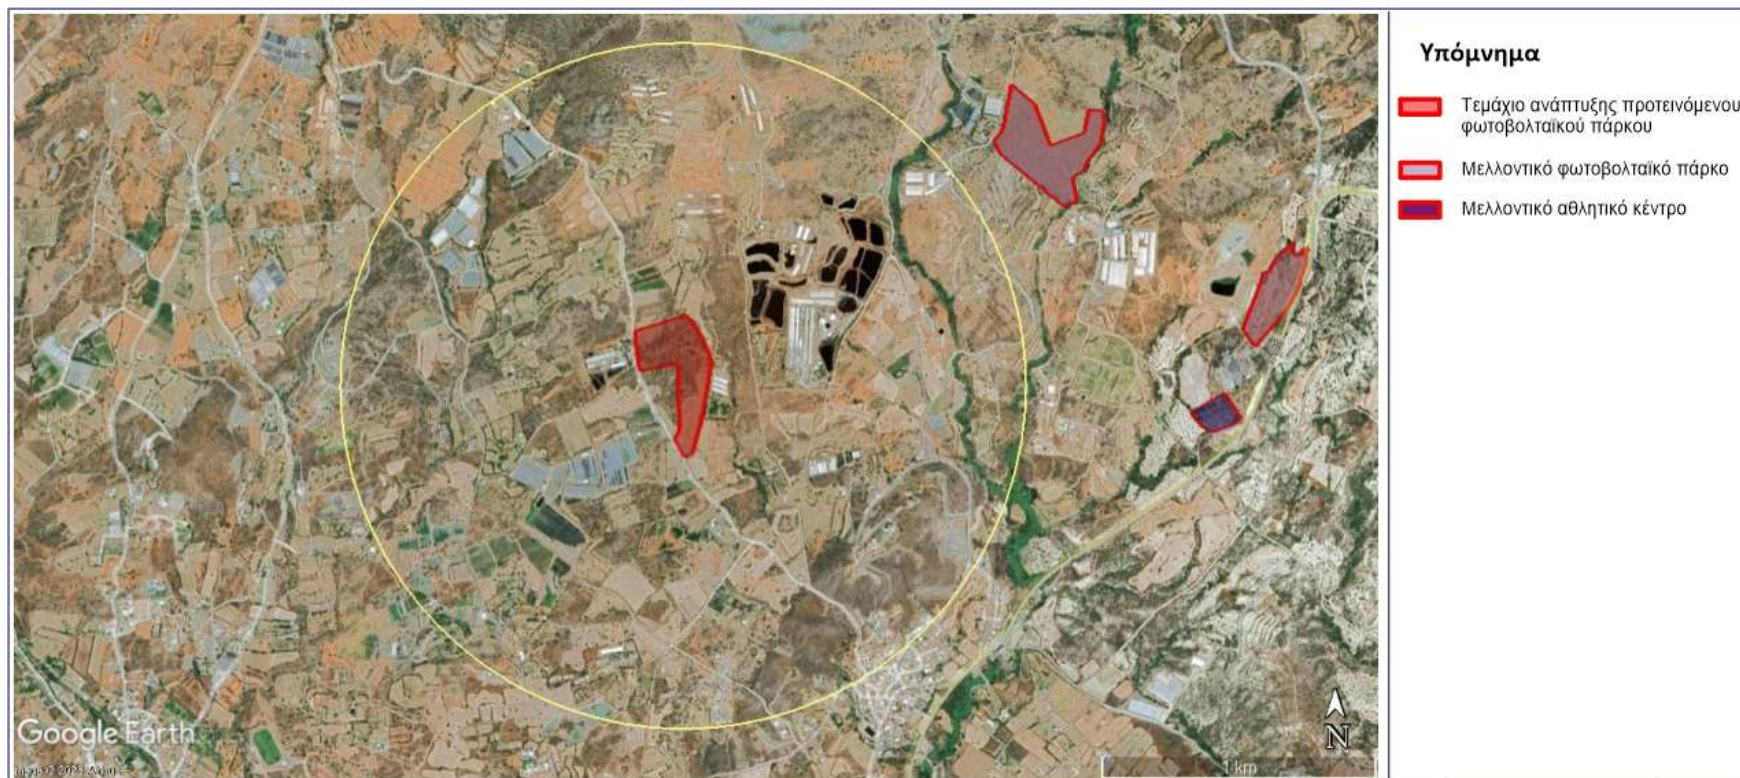 Υπόμνημα
Τεμάχιο ανάπτυξης προτεινόμενου
φωτοβολταϊκού πάρκου
Μελλοντικό φωτοβολταϊκό πάρκο
Μελλοντικό αθλητικό κέντρο
N
Google Earth
1 km